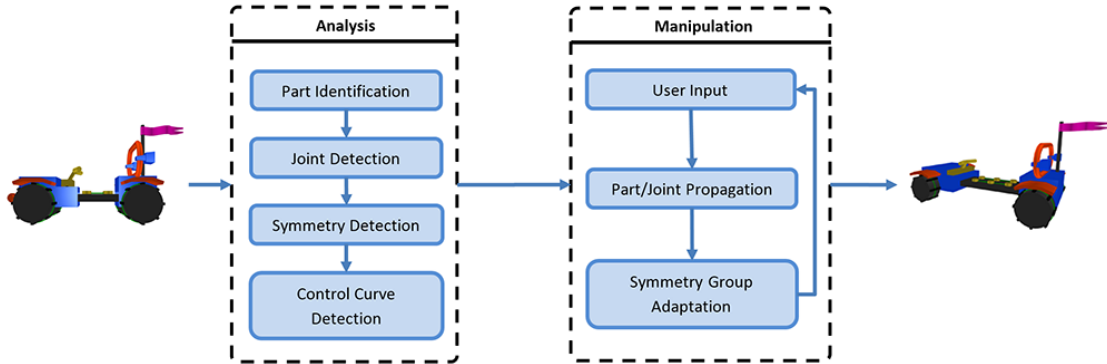 Analysis
Part Identification
Joint Detection
Symmetry Detection
Control Curve
Detection
Manipulation
User Input
Part/Joint Propagation
Symmetry Group
Adaptation